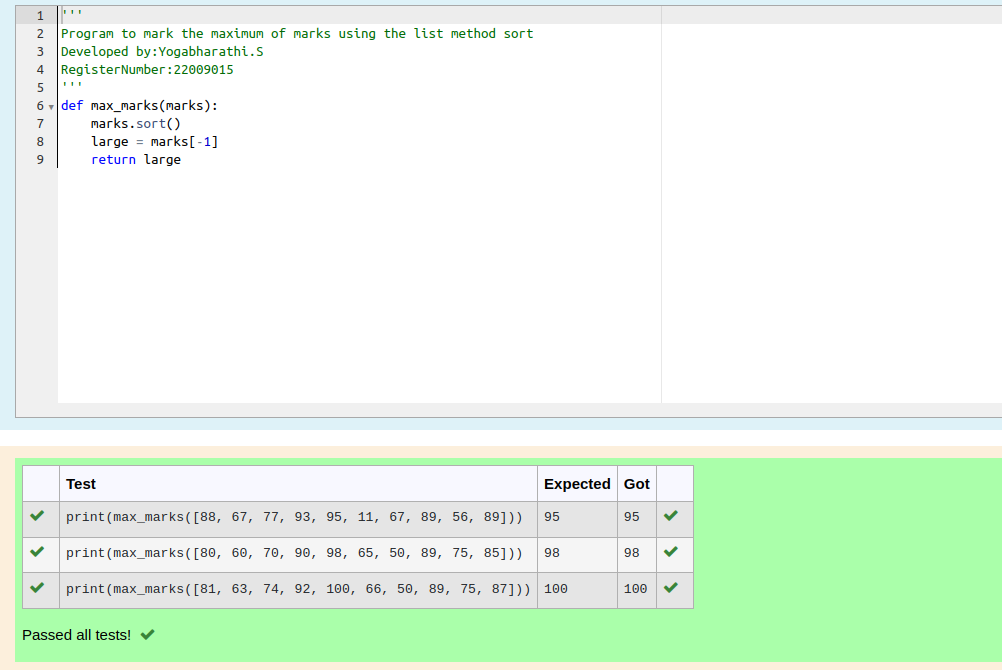 1 '''
2 Program to mark the maximum of marks using the list method sort
3 Developed by:Yogabharathi.S
4 RegisterNumber:22009015
5 '''
6 def max_marks(marks):
7     marks.sort()
8     large = marks[-1]
9     return large
Test Expected Got
print(max_marks([88, 67, 77, 93, 95, 11, 67, 89, 56, 89])) 95 95
print(max_marks([80, 60, 70, 90, 98, 65, 50, 89, 75, 85])) 98 98
print(max_marks([81, 63, 74, 92, 100, 66, 50, 89, 75, 87])) 100 100
Passed all tests!